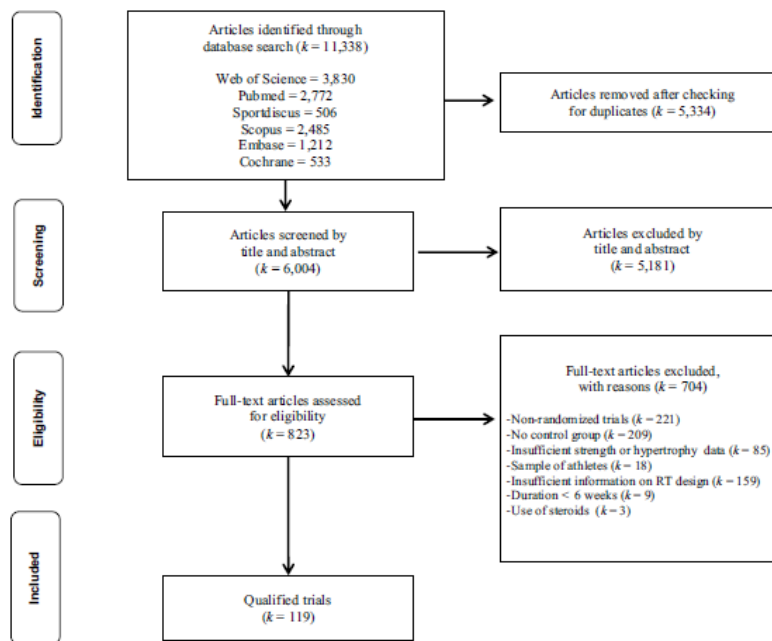 Identification
Articles identified through
database search (k = 11,338)
Web of Science = 3,830
Pubmed = 2,772
Sportdiscus = 506
Scopus = 2,485
Embase = 1,212
Cochrane = 533
Articles removed after checking
for duplicates (k = 5,334)
Screening
Articles screened by
title and abstract
(k = 6,004)
Articles excluded by
title and abstract
(k = 5,181)
Eligibility
Full-text articles assessed
for eligibility
(k = 823)
Full-text articles excluded,
with reasons (k = 704)
-Non-randomized trials (k = 221)
-No control group (k = 209)
-Insufficient strength or hypertrophy data (k = 85)
-Sample of athletes (k = 18)
-Insufficient information on RT design (k = 159)
-Duration < 6 weeks (k = 9)
-Use of steroids (k = 3)
Included
Qualified trials
(k = 119)